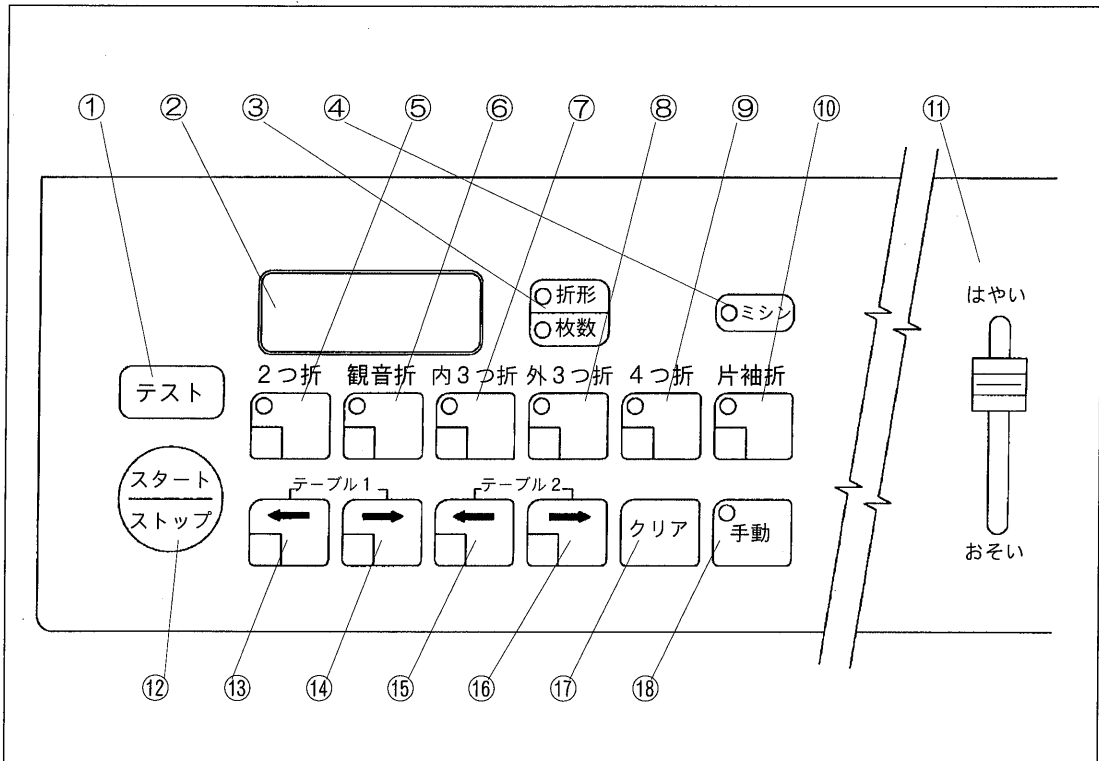 ① ② ③ ④ ⑤ ⑥ ⑦ ⑧ ⑨ ⑩ ⑪
折形
枚数
ミシン
はやい
テスト
2つ折 観音折 内3つ折 外3つ折 4つ折 片袖折
スタート
ストップ
テーブル1 テーブル2
クリア
手動
おそい
⑫ ⑬ ⑭ ⑮ ⑯ ⑰ ⑱